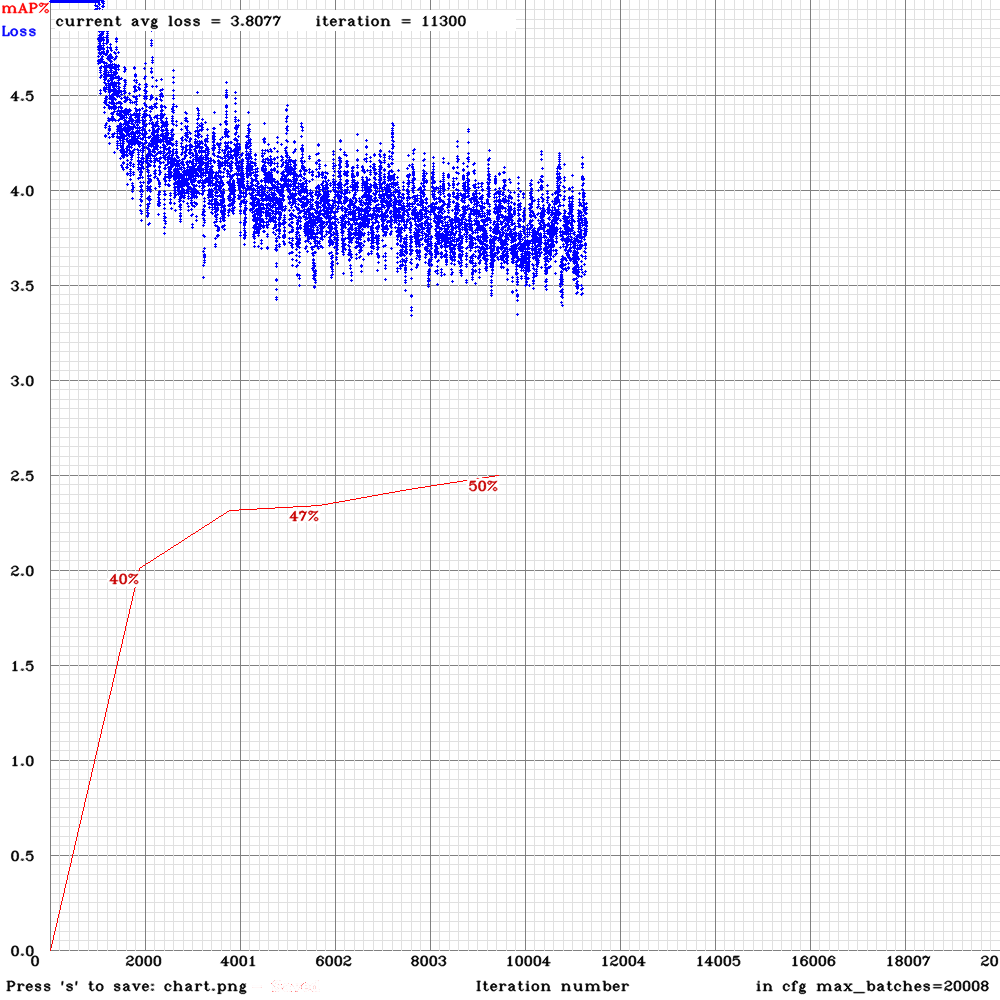 mAP%
current avg loss = 3.8077 iteration = 11300
Loss
4.5
4.0
3.5
3.0
2.5
50%
47%
2.0
40%
1.5
1.0
0.5
0.0
0 2000 4001 6002 8003 10004 12004 14005 16006 18007 20
Press 's' to save: chart.png Iteration number in cfg max_batches=20008